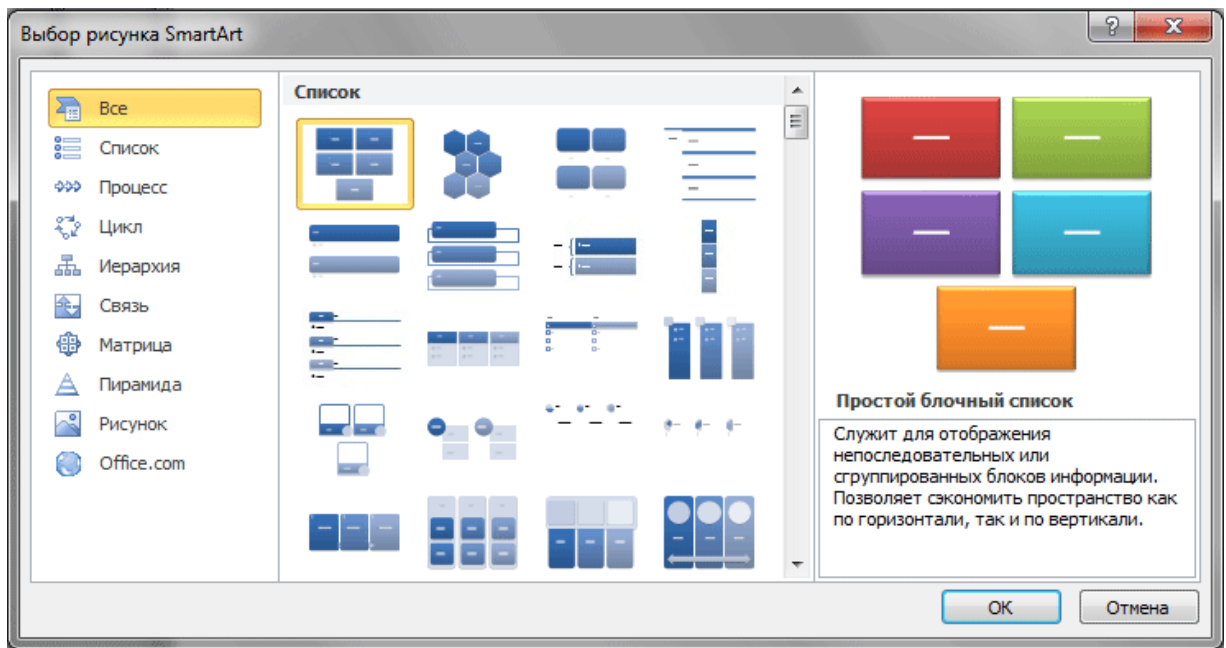 Выбор рисунка SmartArt
Все
Список
Процесс
Цикл
Иерархия
Связь
Матрица
Пирамида
Рисунок
Office.com
Список
Простой блочный список
Служит для отображения
непоследовательных или
сгруппированных блоков информации.
Позволяет сэкономить пространство как
по горизонтали, так и по вертикали.
ОК
Отмена